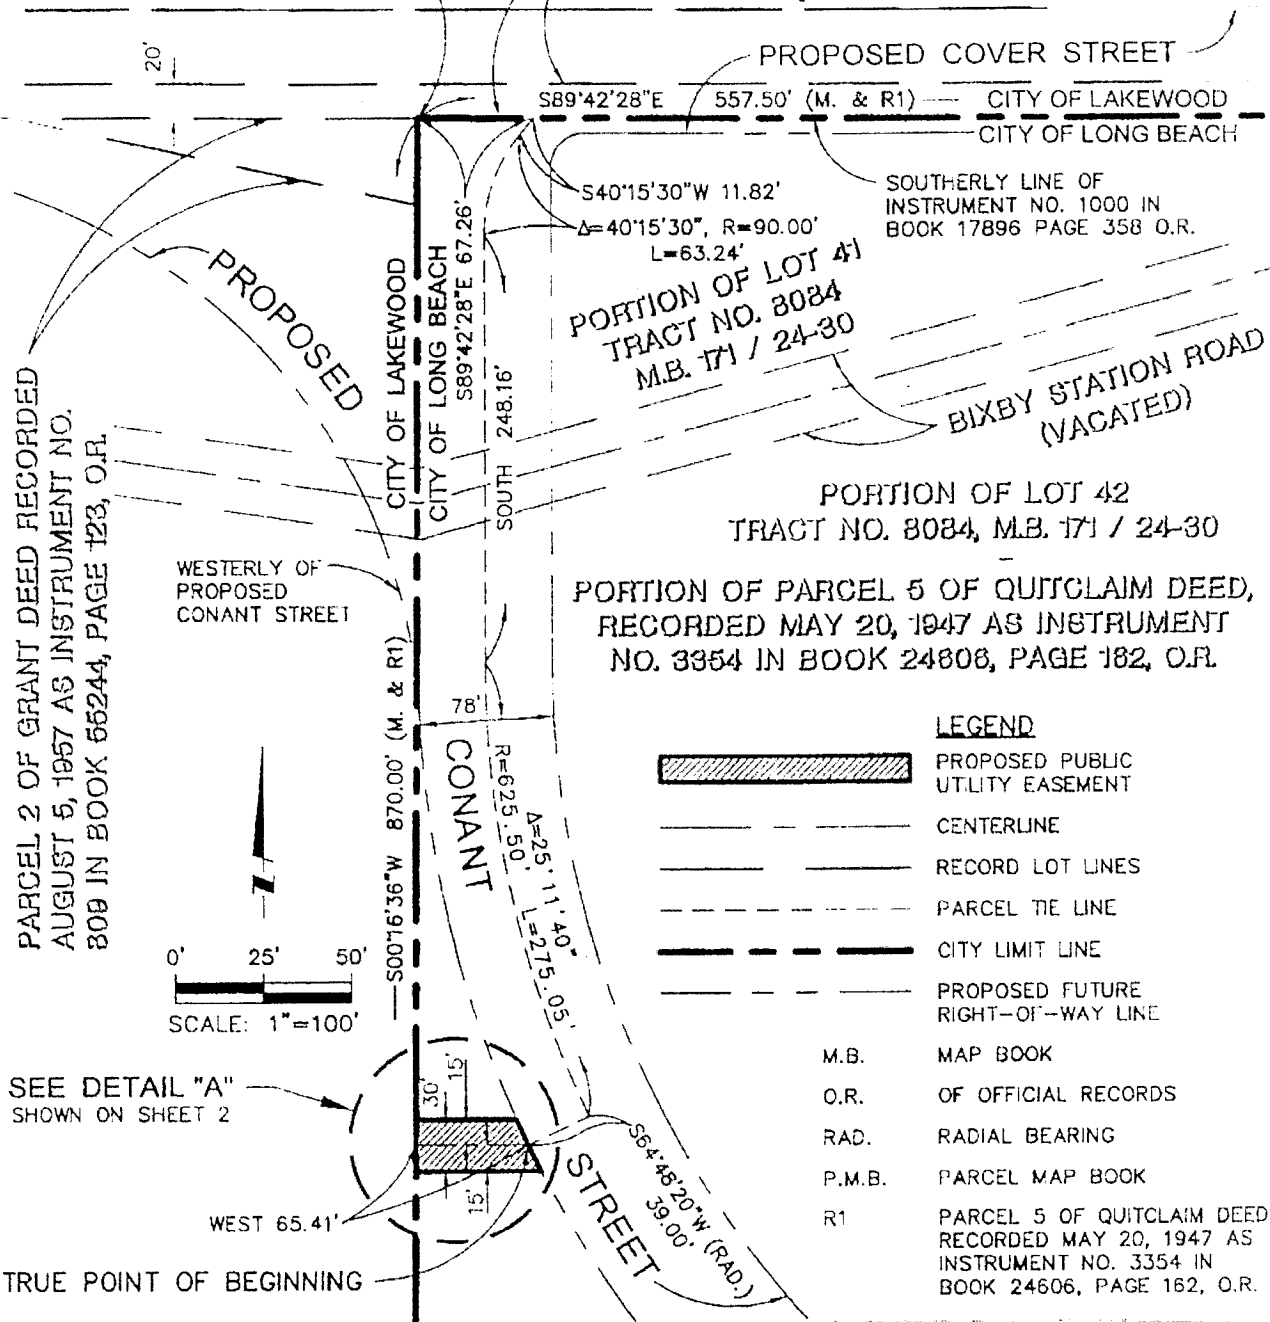 20'
PROPOSED COVER STREET
S89°42'28"E 557.50' (M. & R1)
CITY OF LAKEWOOD
CITY OF LONG BEACH
S40°15'30"W 11.82'
Δ=40°15'30", R=90.00'
L=63.24'
SOUTHERLY LINE OF
INSTRUMENT NO. 1000 IN
BOOK 17896 PAGE 358 O.R.
PORTION OF LOT 41
TRACT NO. 8084
M.B. 171 / 24-30
PROPOSED
CITY OF LAKEWOOD
CITY OF LONG BEACH
S89°42'28"E 67.26'
SOUTH 248.16'
BIXBY STATION ROAD
(VACATED)
PARCEL 2 OF GRANT DEED RECORDED
AUGUST 5, 1957 AS INSTRUMENT NO.
809 IN BOOK 55244, PAGE 123, O.R.
PORTION OF LOT 42
TRACT NO. 8084, M.B. 171 / 24-30
WESTERLY OF
PROPOSED
CONANT STREET
PORTION OF PARCEL 5 OF QUITCLAIM DEED,
RECORDED MAY 20, 1947 AS INSTRUMENT
NO. 3354 IN BOOK 24606, PAGE 162, O.R.
S00°16'36"W 870.00' (M. & R1)
78'
CONANT
R=625.50'
Δ=25°11'40"
L=275.05'
LEGEND
PROPOSED PUBLIC
UTILITY EASEMENT
CENTERLINE
RECORD LOT LINES
PARCEL TIE LINE
CITY LIMIT LINE
PROPOSED FUTURE
RIGHT-OF-WAY LINE
M.B. MAP BOOK
O.R. OF OFFICIAL RECORDS
RAD. RADIAL BEARING
P.M.B. PARCEL MAP BOOK
R1 PARCEL 5 OF QUITCLAIM DEED
RECORDED MAY 20, 1947 AS
INSTRUMENT NO. 3354 IN
BOOK 24606, PAGE 162, O.R.
0' 25' 50'
SCALE: 1"=100'
SEE DETAIL "A"
SHOWN ON SHEET 2
30'
15'
15'
WEST 65.41'
TRUE POINT OF BEGINNING
STREET
S64°48'20"W (RAD.)
39.00'